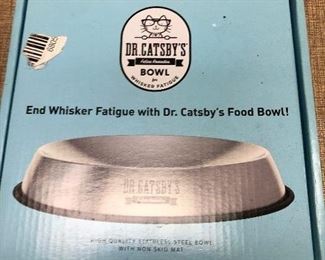 DR.CATSBY'S
Feline Provisions
BOWL
for
WHISKER FATIGUE
End Whisker Fatigue with Dr. Catsby's Food Bowl!
DR.CATSBY'S
HIGH QUALITY STAINLESS STEEL BOWL
WITH NON SKID MAT